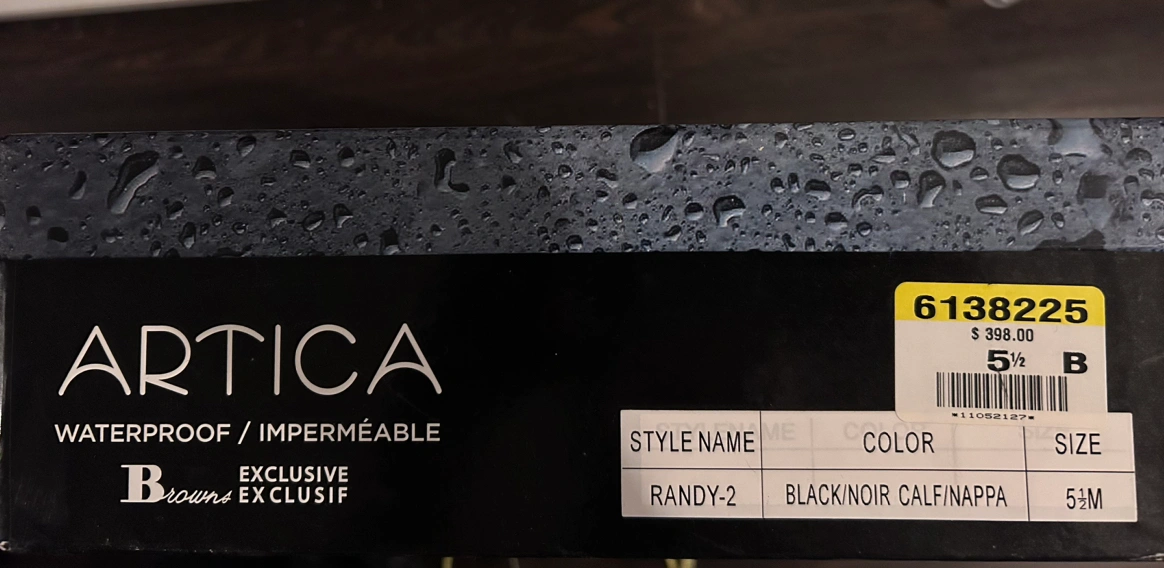 ARTICA
WATERPROOF / IMPERMÉABLE
Browns EXCLUSIVE
EXCLUSIF
6138225
$ 398.00
5½ B
*11052127*
STYLE NAME COLOR SIZE
RANDY-2 BLACK/NOIR CALF/NAPPA 5½M